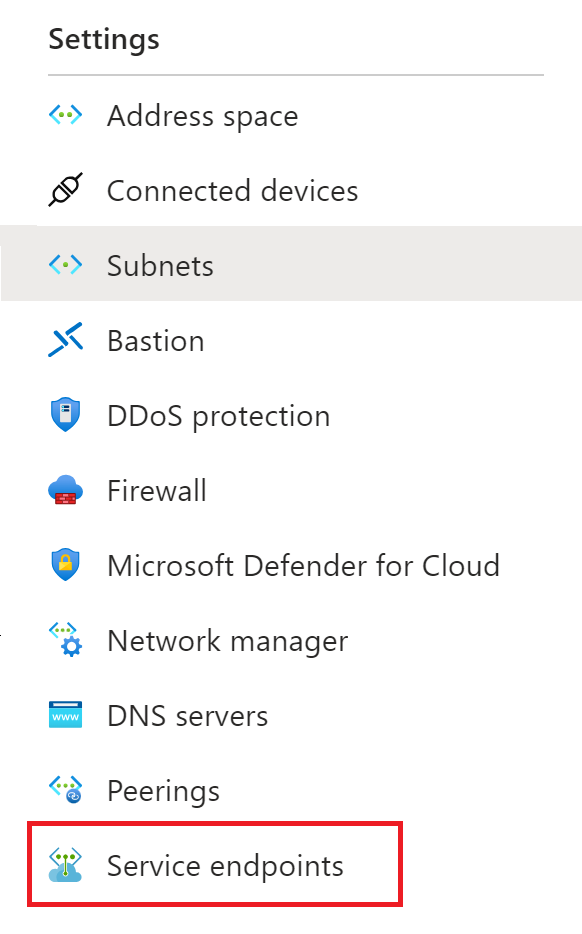 Settings
Address space
Connected devices
Subnets
Bastion
DDoS protection
Firewall
Microsoft Defender for Cloud
Network manager
www
DNS servers
Peerings
Service endpoints